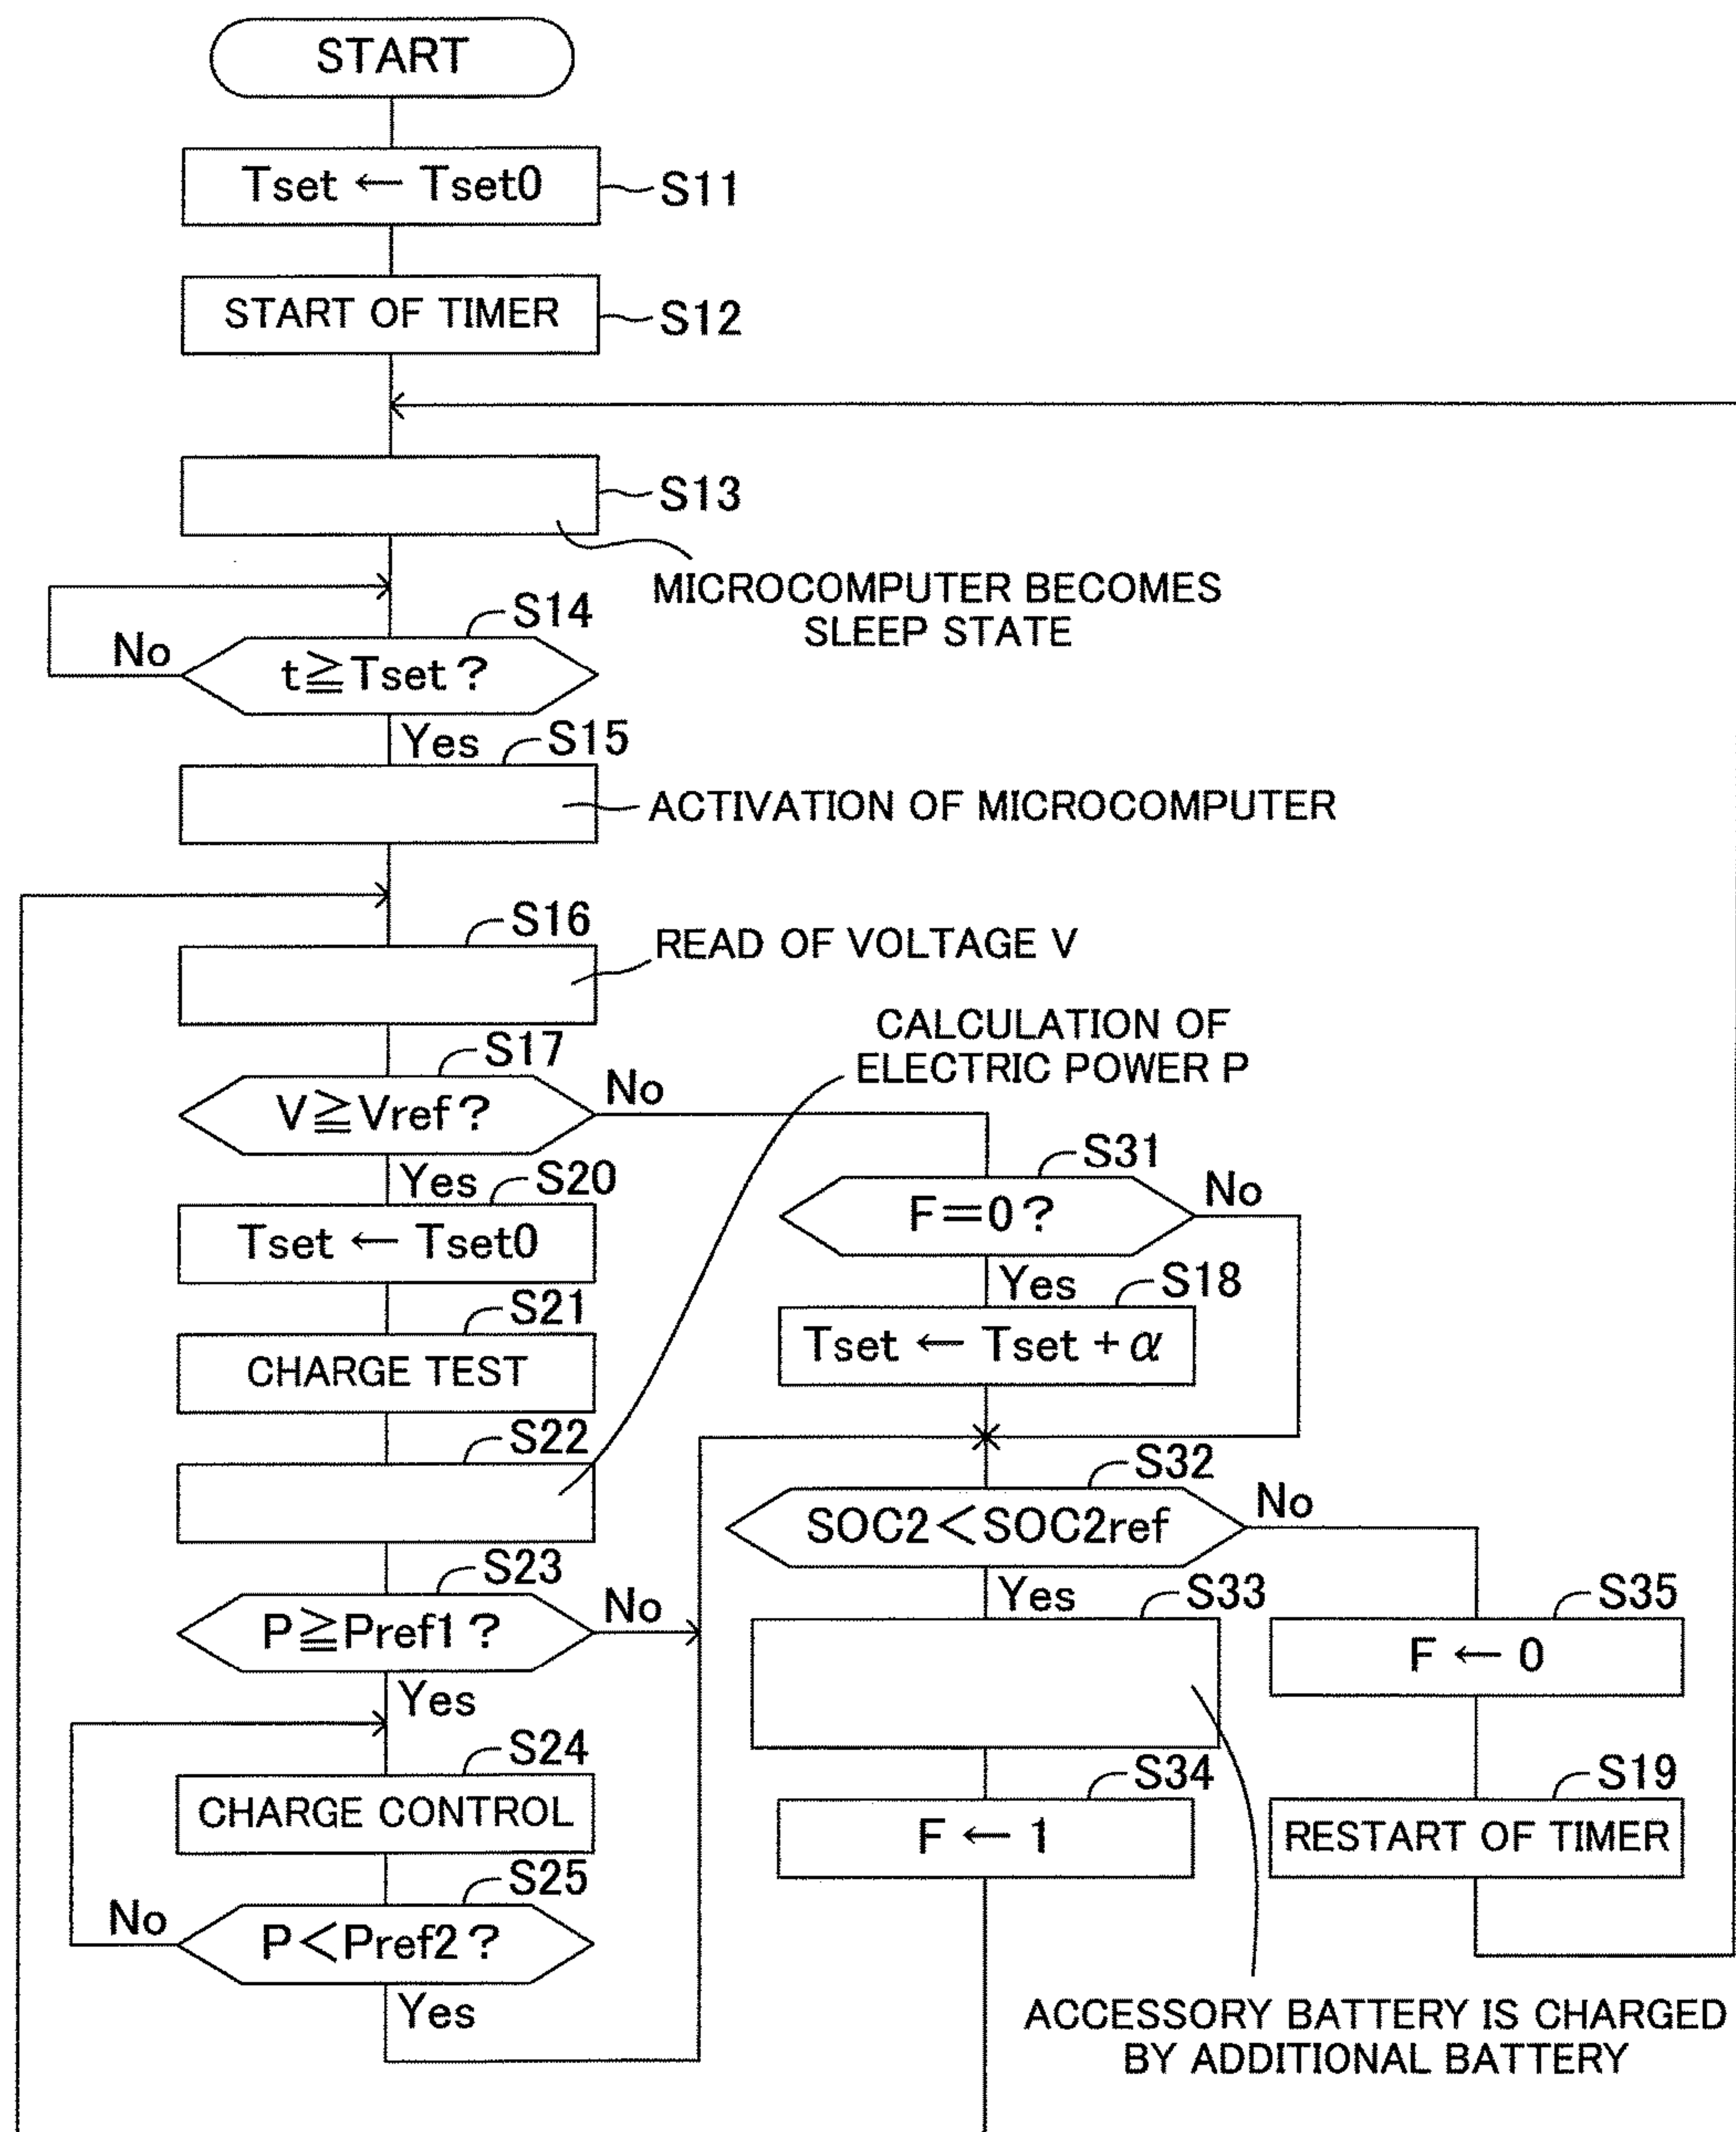 START
Tset ← Tset0
S11
START OF TIMER
S12
S13
MICROCOMPUTER BECOMES
SLEEP STATE
S14
No
t≧Tset?
Yes
S15
ACTIVATION OF MICROCOMPUTER
S16
READ OF VOLTAGE V
CALCULATION OF
ELECTRIC POWER P
S17
V≧Vref?
No
Yes
S20
Tset ← Tset0
S21
CHARGE TEST
S22
S23
P≧Pref1?
No
Yes
S24
CHARGE CONTROL
S25
No
P<Pref2?
Yes
S31
F=0?
No
Yes
S18
Tset ← Tset+α
S32
SOC2<SOC2ref
No
Yes
S33
S34
F ← 1
S35
F ← 0
S19
RESTART OF TIMER
ACCESSORY BATTERY IS CHARGED
BY ADDITIONAL BATTERY